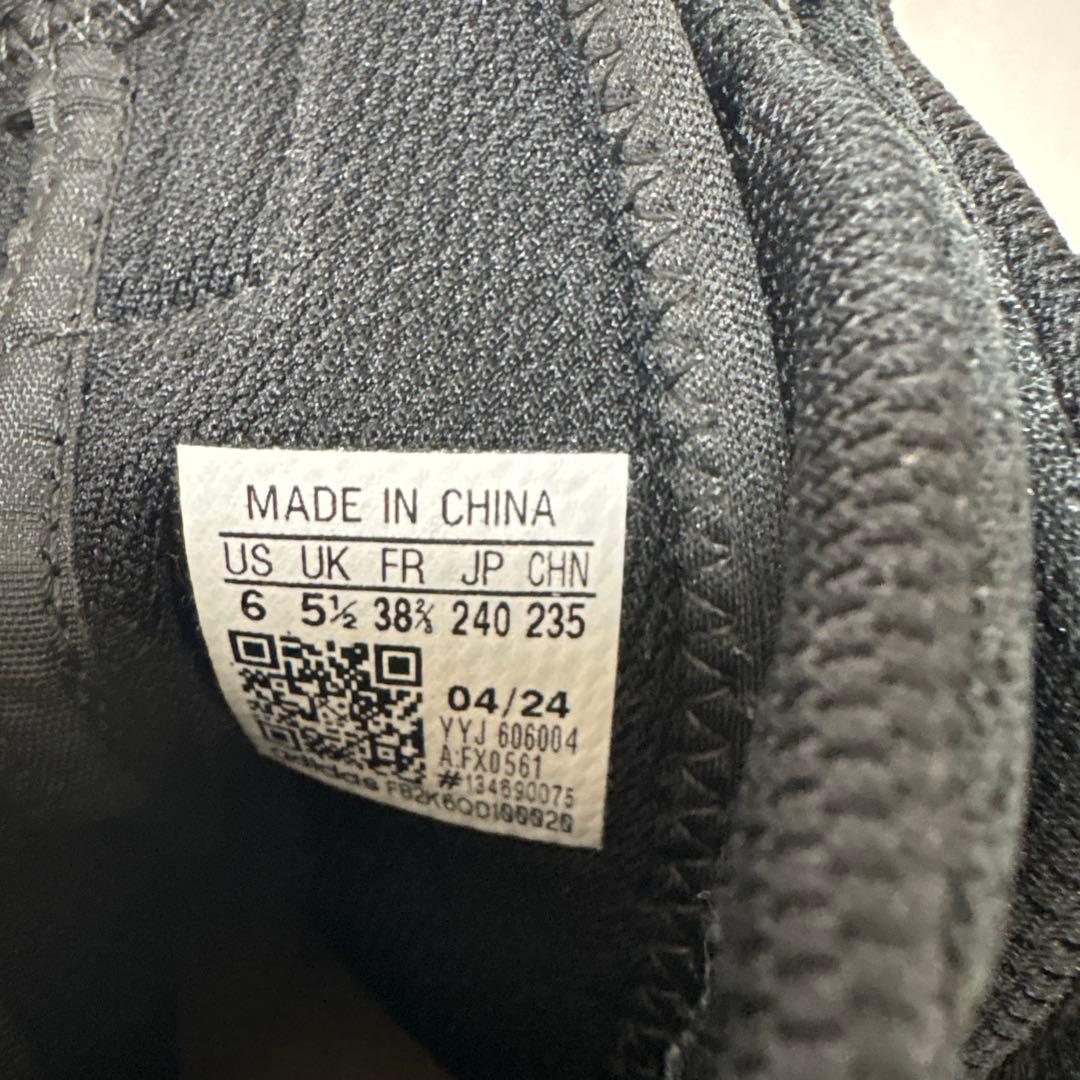 MADE IN CHINA
US UK FR JP CHN
6 5½ 38⅔ 240 235
04/24
YYJ 606004
A:FX0561
#134690075
adidas FB2K6QD100020